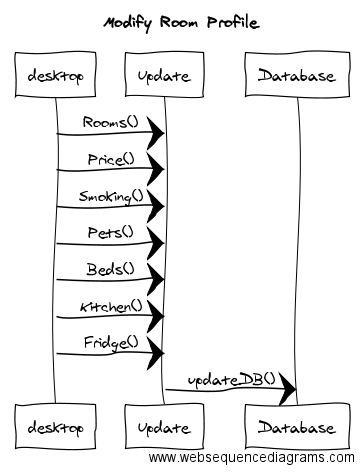 Modify Room Profile
desktop
Update
Database
Rooms()
Price()
Smoking()
Pets()
Beds()
Kitchen()
Fridge()
updateDB()
desktop
Update
Database
www.websequencediagrams.com